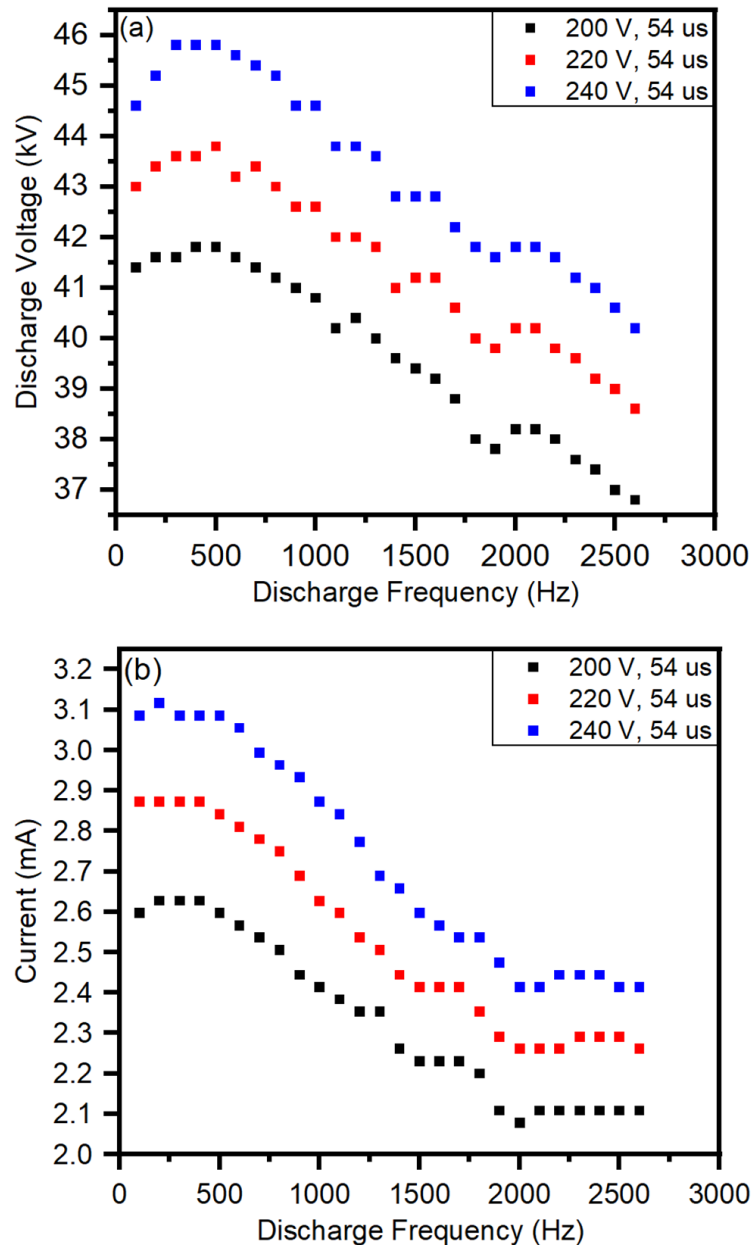 (a)
200 V, 54 us
220 V, 54 us
240 V, 54 us
46
45
44
43
42
41
40
39
38
37
Discharge Voltage (kV)
0 500 1000 1500 2000 2500 3000
Discharge Frequency (Hz)
(b)
200 V, 54 us
220 V, 54 us
240 V, 54 us
3.2
3.1
3.0
2.9
2.8
2.7
2.6
2.5
2.4
2.3
2.2
2.1
2.0
Current (mA)
0 500 1000 1500 2000 2500 3000
Discharge Frequency (Hz)